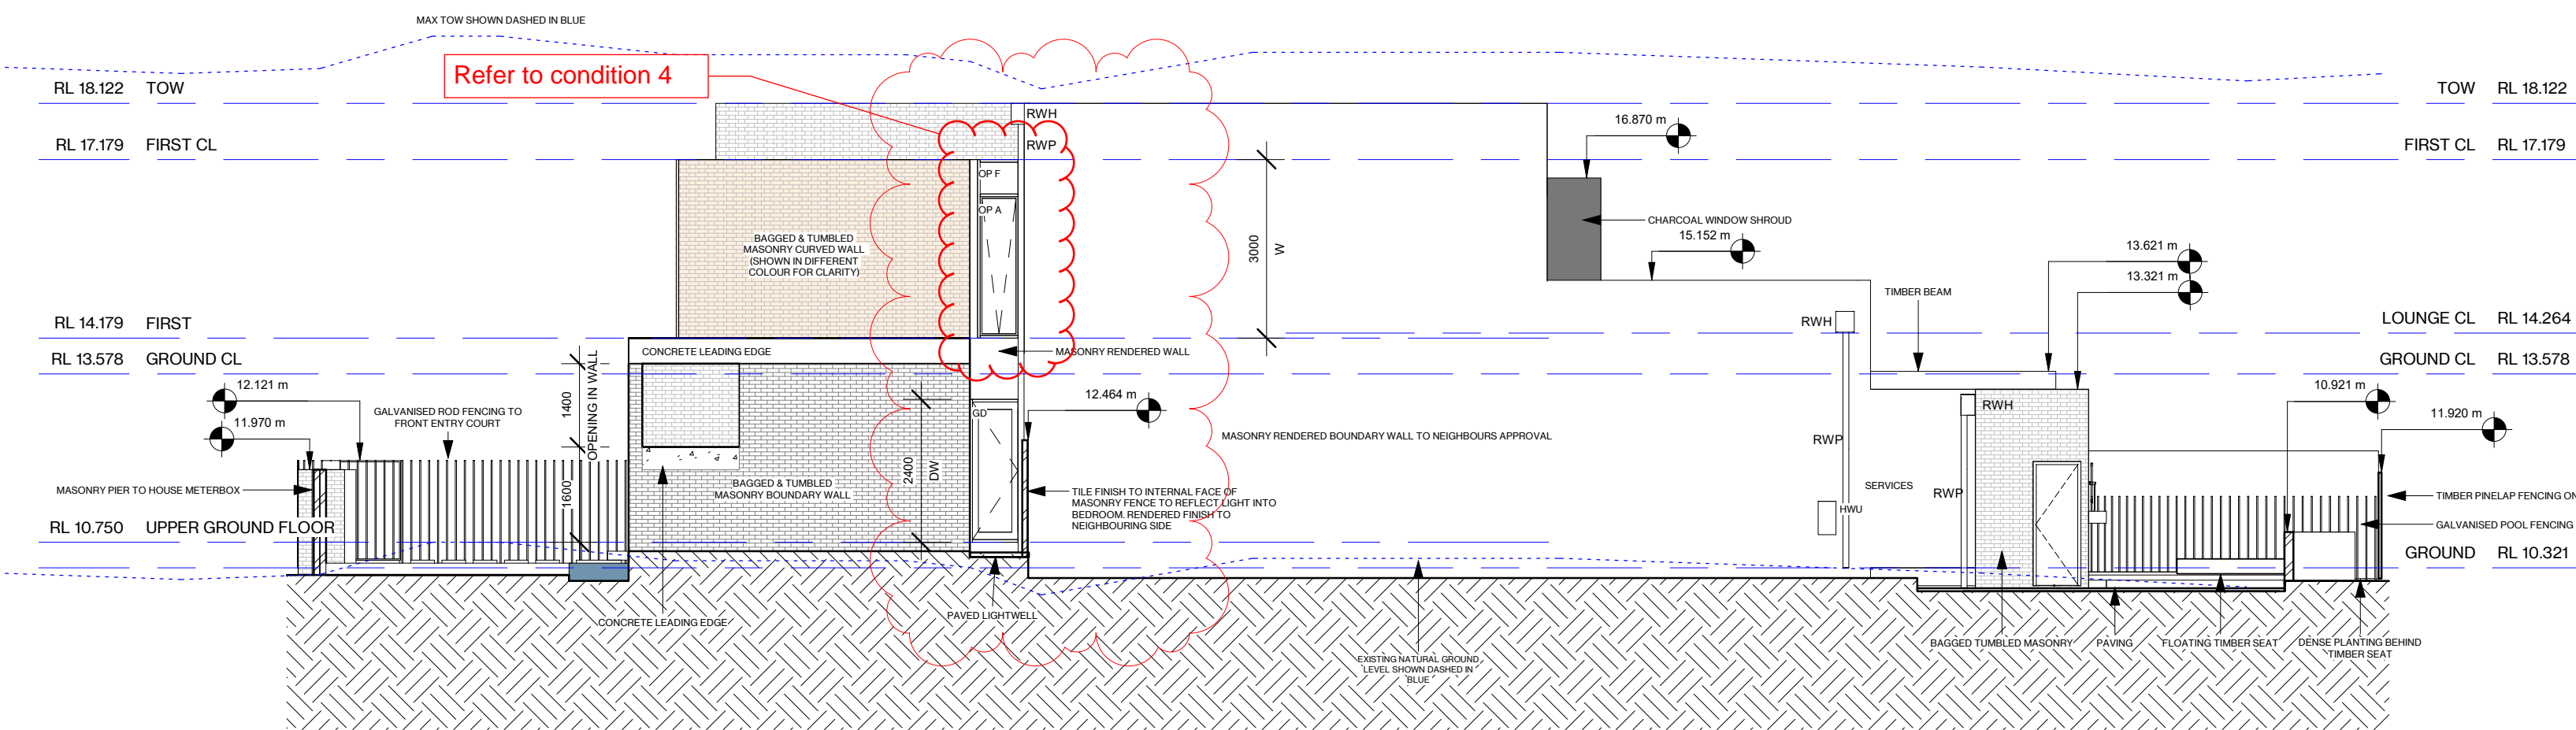 MAX TOW SHOWN DASHED IN BLUE
Refer to condition 4
RL 18.122 TOW
TOW RL 18.122
RWH
16.870 m
RL 17.179 FIRST CL
RWP
FIRST CL RL 17.179
OP F
OP A
CHARCOAL WINDOW SHROUD
BAGGED & TUMBLED
MASONRY CURVED WALL
(SHOWN IN DIFFERENT
COLOUR FOR CLARITY)
3000
W
15.152 m
13.621 m
13.321 m
TIMBER BEAM
RL 14.179 FIRST
RWH
LOUNGE CL RL 14.264
CONCRETE LEADING EDGE
MASONRY RENDERED WALL
RL 13.578 GROUND CL
GROUND CL RL 13.578
12.121 m
11.970 m
GALVANISED ROD FENCING TO
FRONT ENTRY COURT
1400
OPENING IN WALL
1600
GD
12.464 m
MASONRY RENDERED BOUNDARY WALL TO NEIGHBOURS APPROVAL
RWP
RWH
10.921 m
11.920 m
2400
DW
MASONRY PIER TO HOUSE METERBOX
BAGGED & TUMBLED
MASONRY BOUNDARY WALL
TILE FINISH TO INTERNAL FACE OF
MASONRY FENCE TO REFLECT LIGHT INTO
BEDROOM. RENDERED FINISH TO
NEIGHBOURING SIDE
SERVICES
RWP
HWU
TIMBER PINELAP FENCING ON
GALVANISED POOL FENCING
RL 10.750 UPPER GROUND FLOOR
GROUND RL 10.321
CONCRETE LEADING EDGE
PAVED LIGHTWELL
EXISTING NATURAL GROUND
LEVEL SHOWN DASHED IN
BLUE
BAGGED TUMBLED MASONRY
PAVING
FLOATING TIMBER SEAT
DENSE PLANTING BEHIND
TIMBER SEAT